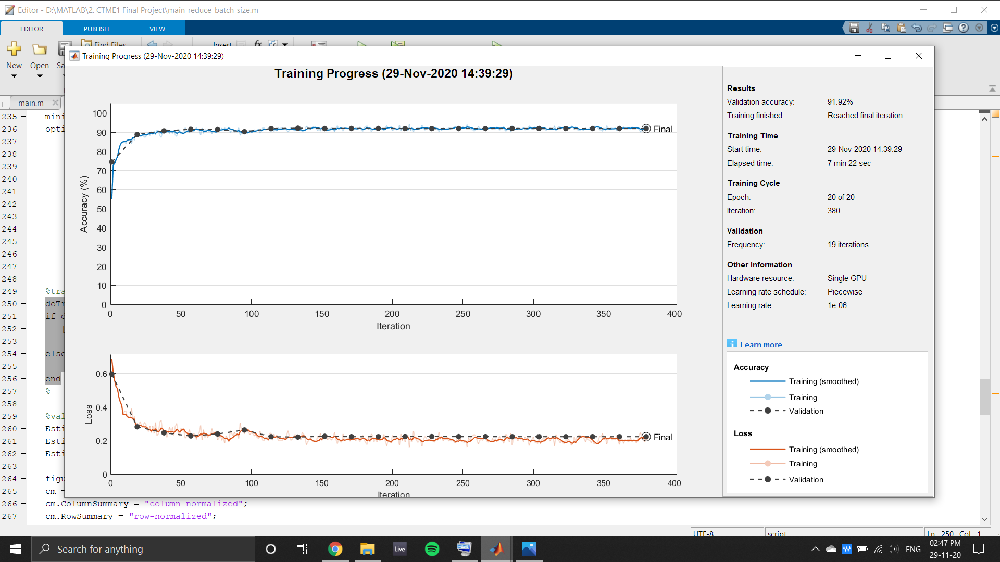 Editor - D:\MATLAB\2. CTME1 Final Project\main_reduce_batch_size.m
EDITOR PUBLISH VIEW
New Open Find Files Insert fx
Training Progress (29-Nov-2020 14:39:29)
Training Progress (29-Nov-2020 14:39:29)
main.m
100
90
80
70
60
50
40
30
20
10
0
Accuracy (%)
0 50 100 150 200 250 300 350 400
Iteration
Final
0.6
0.4
0.2
0
Loss
0 50 100 150 200 250 300 350 400
Iteration
Final
Results
Validation accuracy: 91.92%
Training finished: Reached final iteration
Training Time
Start time: 29-Nov-2020 14:39:29
Elapsed time: 7 min 22 sec
Training Cycle
Epoch: 20 of 20
Iteration: 380
Validation
Frequency: 19 iterations
Other Information
Hardware resource: Single GPU
Learning rate schedule: Piecewise
Learning rate: 1e-06
Learn more
Accuracy
Training (smoothed)
Training
Validation
Loss
Training (smoothed)
Training
Validation
235 — mini
236 — opti
237
238
239
240
241
242
243
244
245
246
247
248
249 %tra
250 — doTr
251 — if
252 — [
253 —
254 — else
255 —
256 — end
257 %
258
259 %val
260 — Esti
261 — Esti
262 — Esti
263
264 — figu
265 — cm =
266 — cm.ColumnSummary = "column-normalized";
267 — cm.RowSummary = "row-normalized";
UTF-8 script Ln 250 Col 1
Search for anything
Live
ENG
02:47 PM
29-11-20